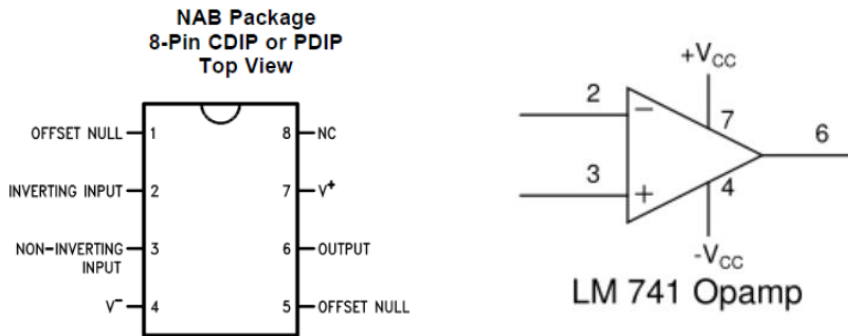 NAB Package
8-Pin CDIP or PDIP
Top View
OFFSET NULL 1
8 NC
INVERTING INPUT 2
7 V+
NON-INVERTING
INPUT
3
6 OUTPUT
V- 4
5 OFFSET NULL
+VCC
2
-
7
6
3
+
4
-VCC
LM 741 Opamp